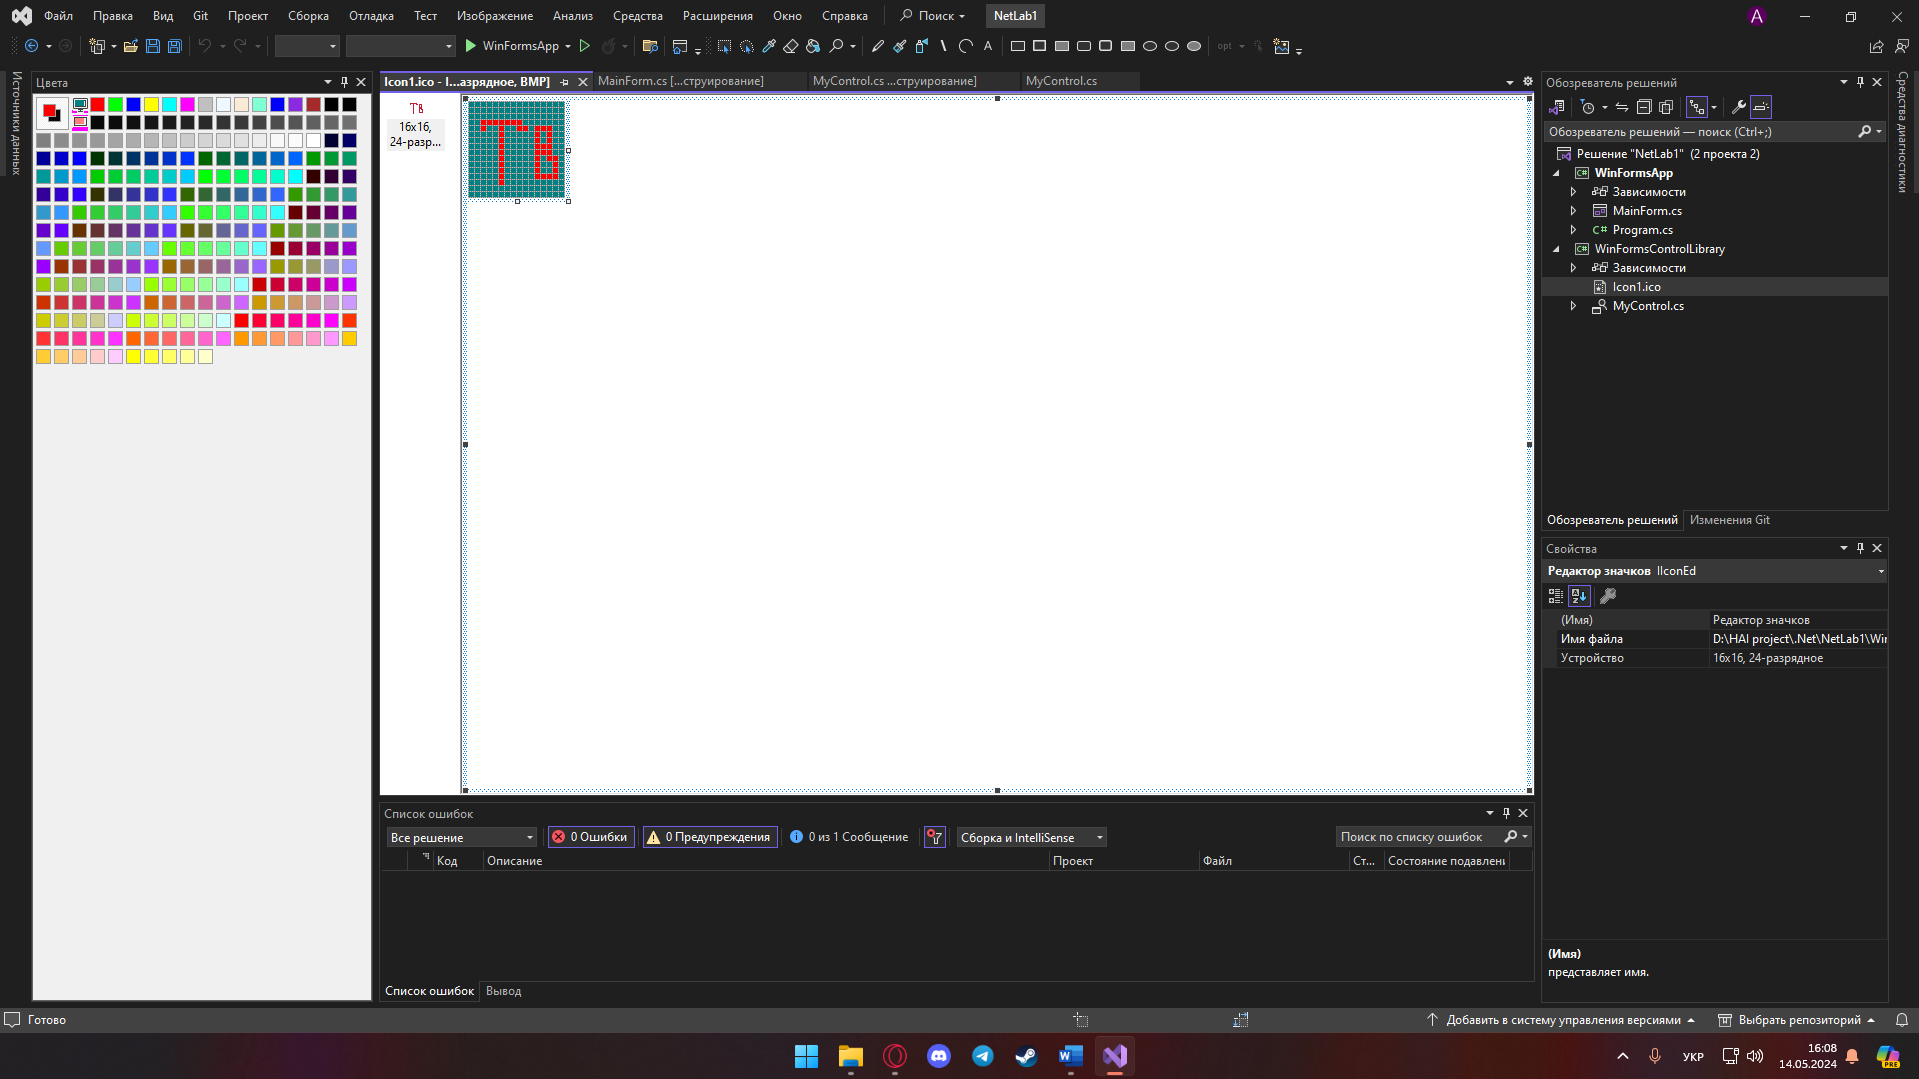 Файл Правка Вид Git Проект Сборка Отладка Тест Изображение Анализ Средства Расширения Окно Справка Поиск NetLab1 A
WinFormsApp A opt
Источники данных
Цвета
Icon1.ico - I...азрядное, BMP] MainForm.cs [...струирование] MyControl.cs ...струирование] MyControl.cs
ТВ
16x16,
24-разр...
ТВ
Обозреватель решений
Обозреватель решений — поиск (Ctrl+;)
Решение "NetLab1" (2 проекта 2)
WinFormsApp
Зависимости
MainForm.cs
C# Program.cs
WinFormsControlLibrary
Зависимости
Icon1.ico
MyControl.cs
Средства диагностики
Обозреватель решений Изменения Git
Свойства
Редактор значков IIconEd
(Имя) Редактор значков
Имя файла D:\HAI project\.Net\NetLab1\Wir
Устройство 16x16, 24-разрядное
(Имя)
представляет имя.
Список ошибок
Все решение 0 Ошибки 0 Предупреждения 0 из 1 Сообщение Сборка и IntelliSense Поиск по списку ошибок
Код Описание Проект Файл Ст... Состояние подавлени
Список ошибок Вывод
Готово Добавить в систему управления версиями Выбрать репозиторий
УКР 16:08
14.05.2024
PRE